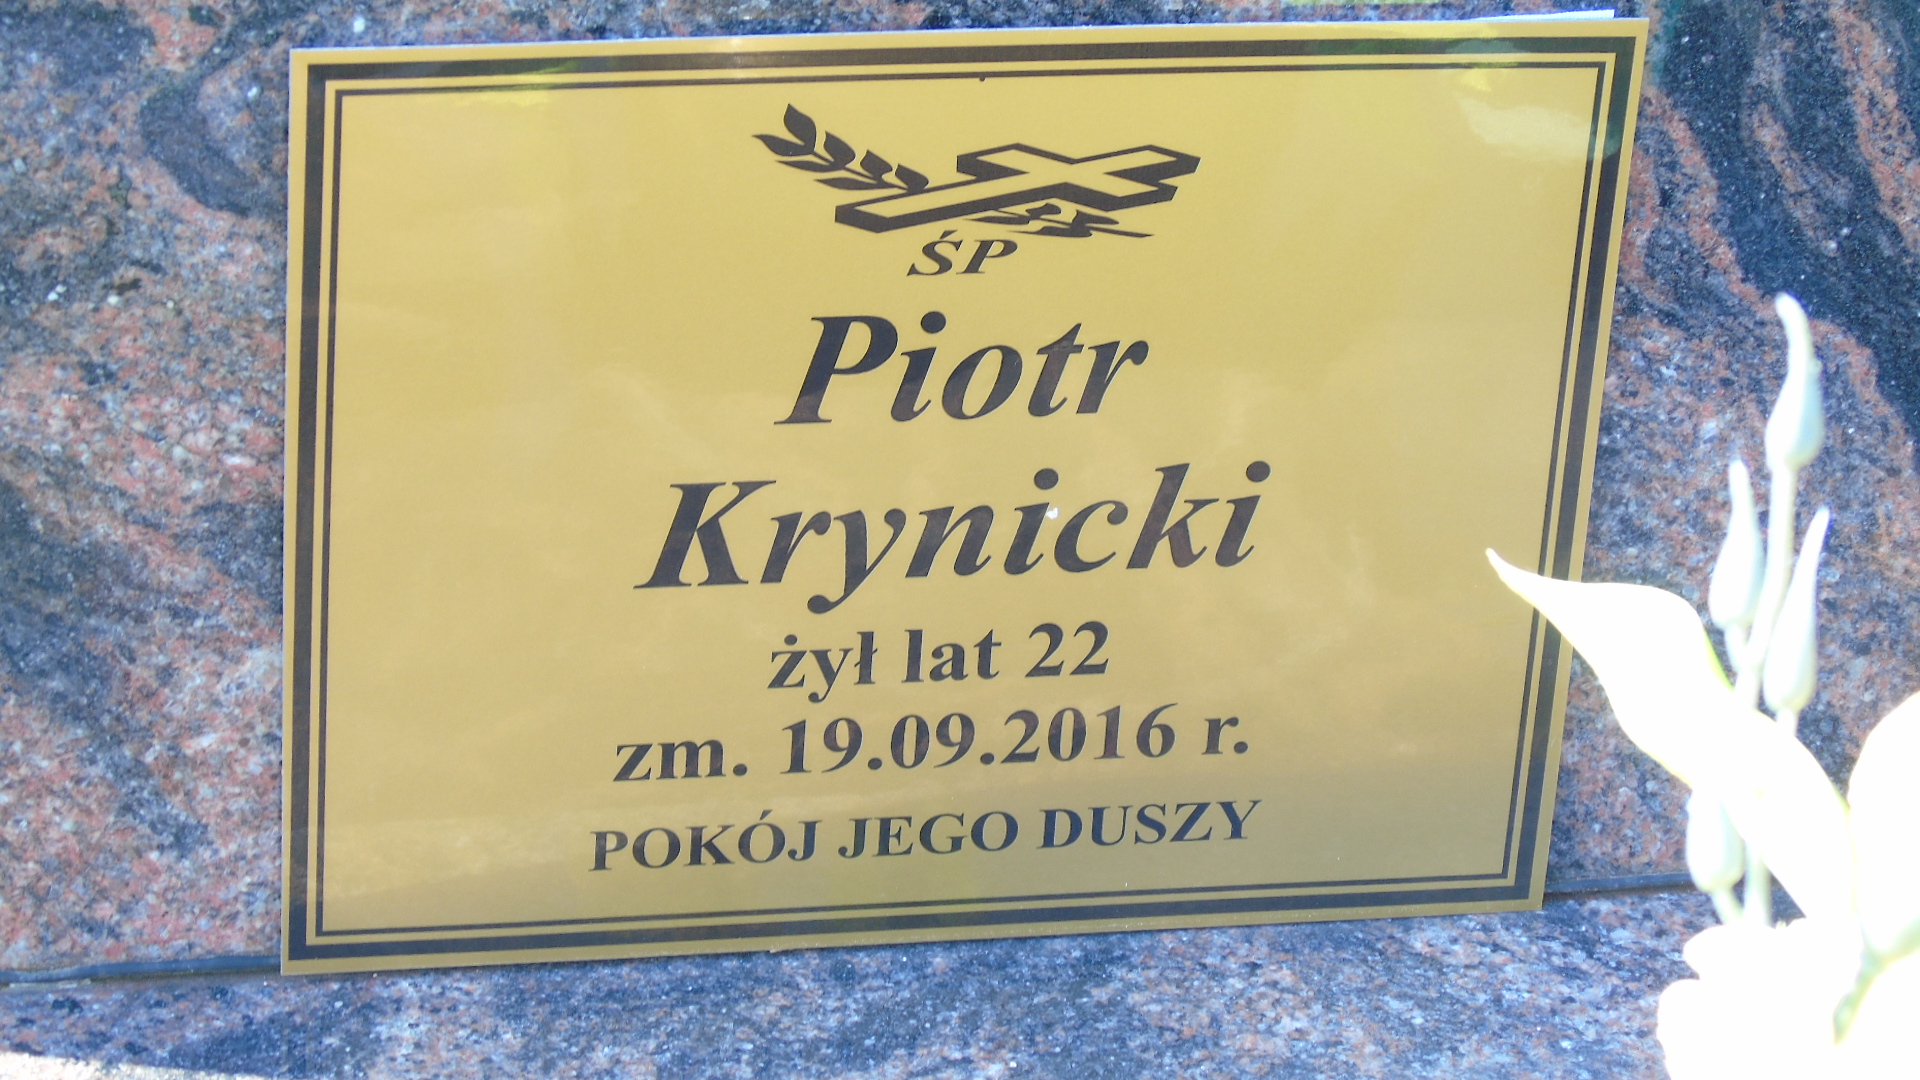 ŚP
Piotr
Krynicki
żył lat 22
zm. 19.09.2016 r.
POKÓJ JEGO DUSZY